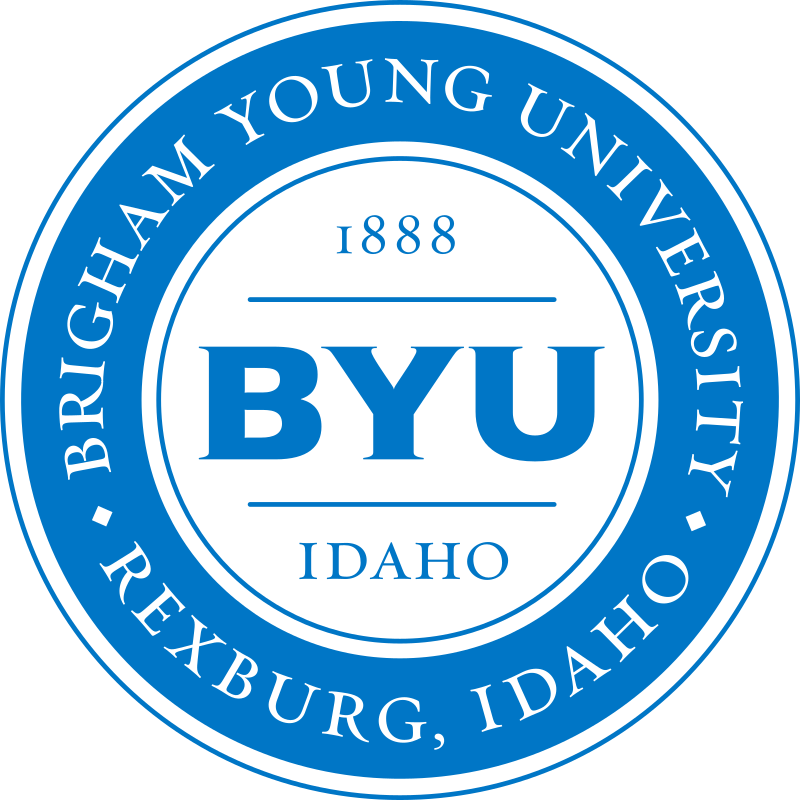 BRIGHAM YOUNG UNIVERSITY
1888
BYU
IDAHO
REXBURG, IDAHO